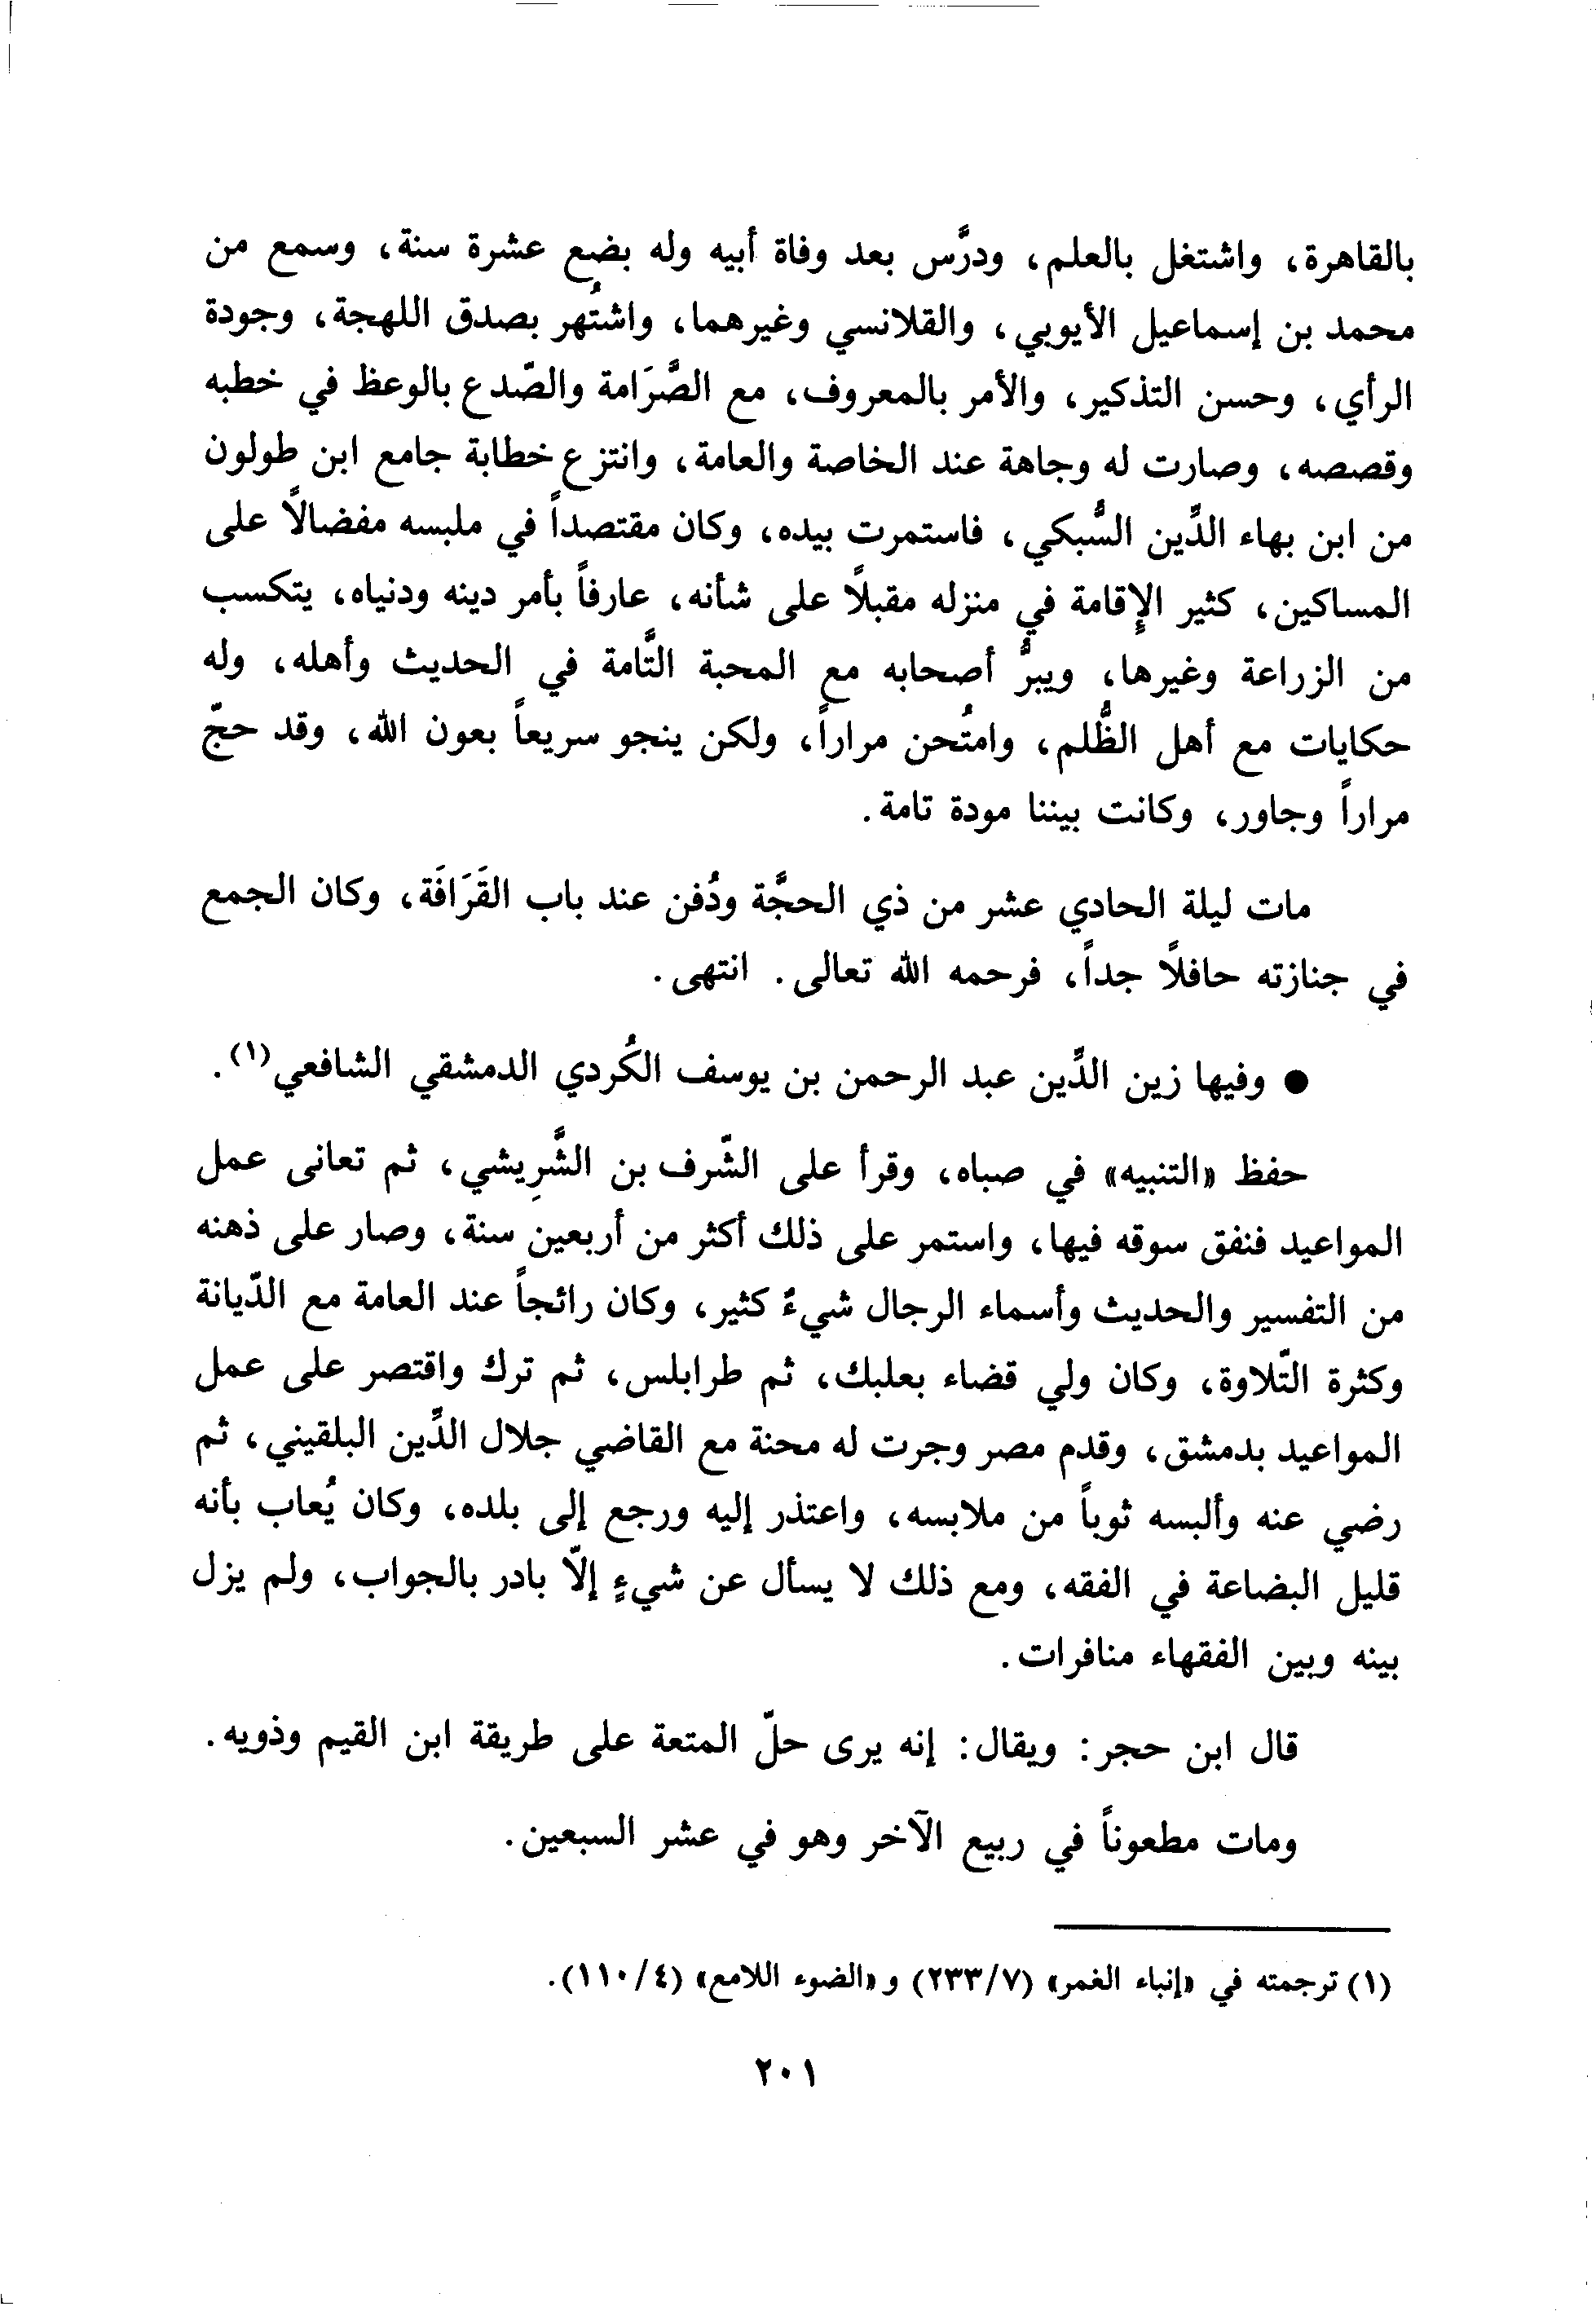 بالقاهرة، واشتغل بالعلم، ودرَّس بعد وفاة أبيه وله بضع عشرة سنة، وسمع من
محمد بن إسماعيل الأيوبي، والقلانسي وغيرهما، واشتُهر بصدق اللهجة، وجودة
الرأي، وحسن التذكير، والأمر بالمعروف، مع الصَّرَامة والصّدع بالوعظ في خطبه
وقصصه، وصارت له وجاهة عند الخاصة والعامة، وانتزع خطابة جامع ابن طولون
من ابن بهاء الدِّين السُّبكي، فاستمرت بيده، وكان مقتصداً في ملبسه مفضالًا على
المساكين، كثير الإِقامة في منزله مقبلًا على شأنه، عارفاً بأمر دينه ودنياه، يتكسب
من الزراعة وغيرها، ويبرُّ أصحابه مع المحبة التَّامة في الحديث وأهله، وله
حكايات مع أهل الظُّلم، وامتُحن مراراً، ولكن ينجو سريعاً بعون الله، وقد حجّ
مراراً وجاور، وكانت بيننا مودة تامة.
مات ليلة الحادي عشر من ذي الحجَّة ودُفن عند باب القَرَافَة، وكان الجمع
في جنازته حافلًا جداً، فرحمه الله تعالى. انتهى.
● وفيها زين الدِّين عبد الرحمن بن يوسف الكُردي الدمشقي الشافعي(١).
حفظ «التنبيه» في صباه، وقرأ على الشّرف بن الشَّرِيشي، ثم تعانى عمل
المواعيد فنفق سوقه فيها، واستمر على ذلك أكثر من أربعين سنة، وصار على ذهنه
من التفسير والحديث وأسماء الرجال شيءٌ كثير، وكان رائجاً عند العامة مع الدّيانة
وكثرة التّلاوة، وكان ولي قضاء بعلبك، ثم طرابلس، ثم ترك واقتصر على عمل
المواعيد بدمشق، وقدم مصر وجرت له محنة مع القاضي جلال الدِّين البلقيني، ثم
رضي عنه وألبسه ثوباً من ملابسه، واعتذر إليه ورجع إلى بلده، وكان يُعاب بأنه
قليل البضاعة في الفقه، ومع ذلك لا يسأل عن شيءٍ إلّا بادر بالجواب، ولم يزل
بينه وبين الفقهاء منافرات.
قال ابن حجر: ويقال: إنه يرى حلّ المتعة على طريقة ابن القيم وذويه.
ومات مطعوناً في ربيع الآخر وهو في عشر السبعين.
(١) ترجمته في «إنباء الغمر» (٧/٢٣٣) و«الضوء اللامع» (٤/١١٠).
٢٠١